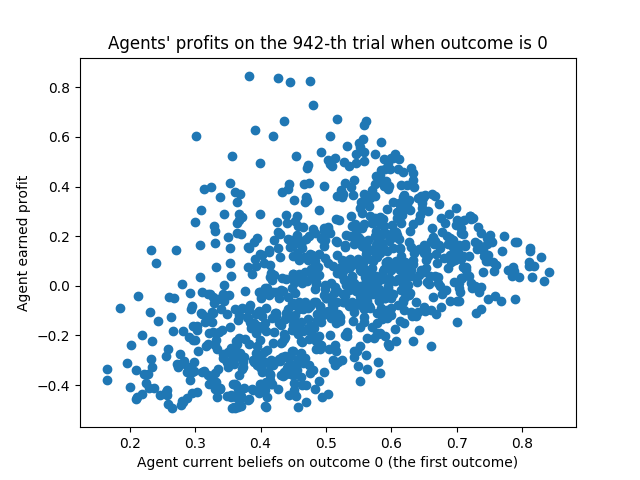 Agents' profits on the 942-th trial when outcome is 0
0.8
0.6
0.4
0.2
0.0
−0.2
−0.4
Agent earned profit
0.2 0.3 0.4 0.5 0.6 0.7 0.8
Agent current beliefs on outcome 0 (the first outcome)